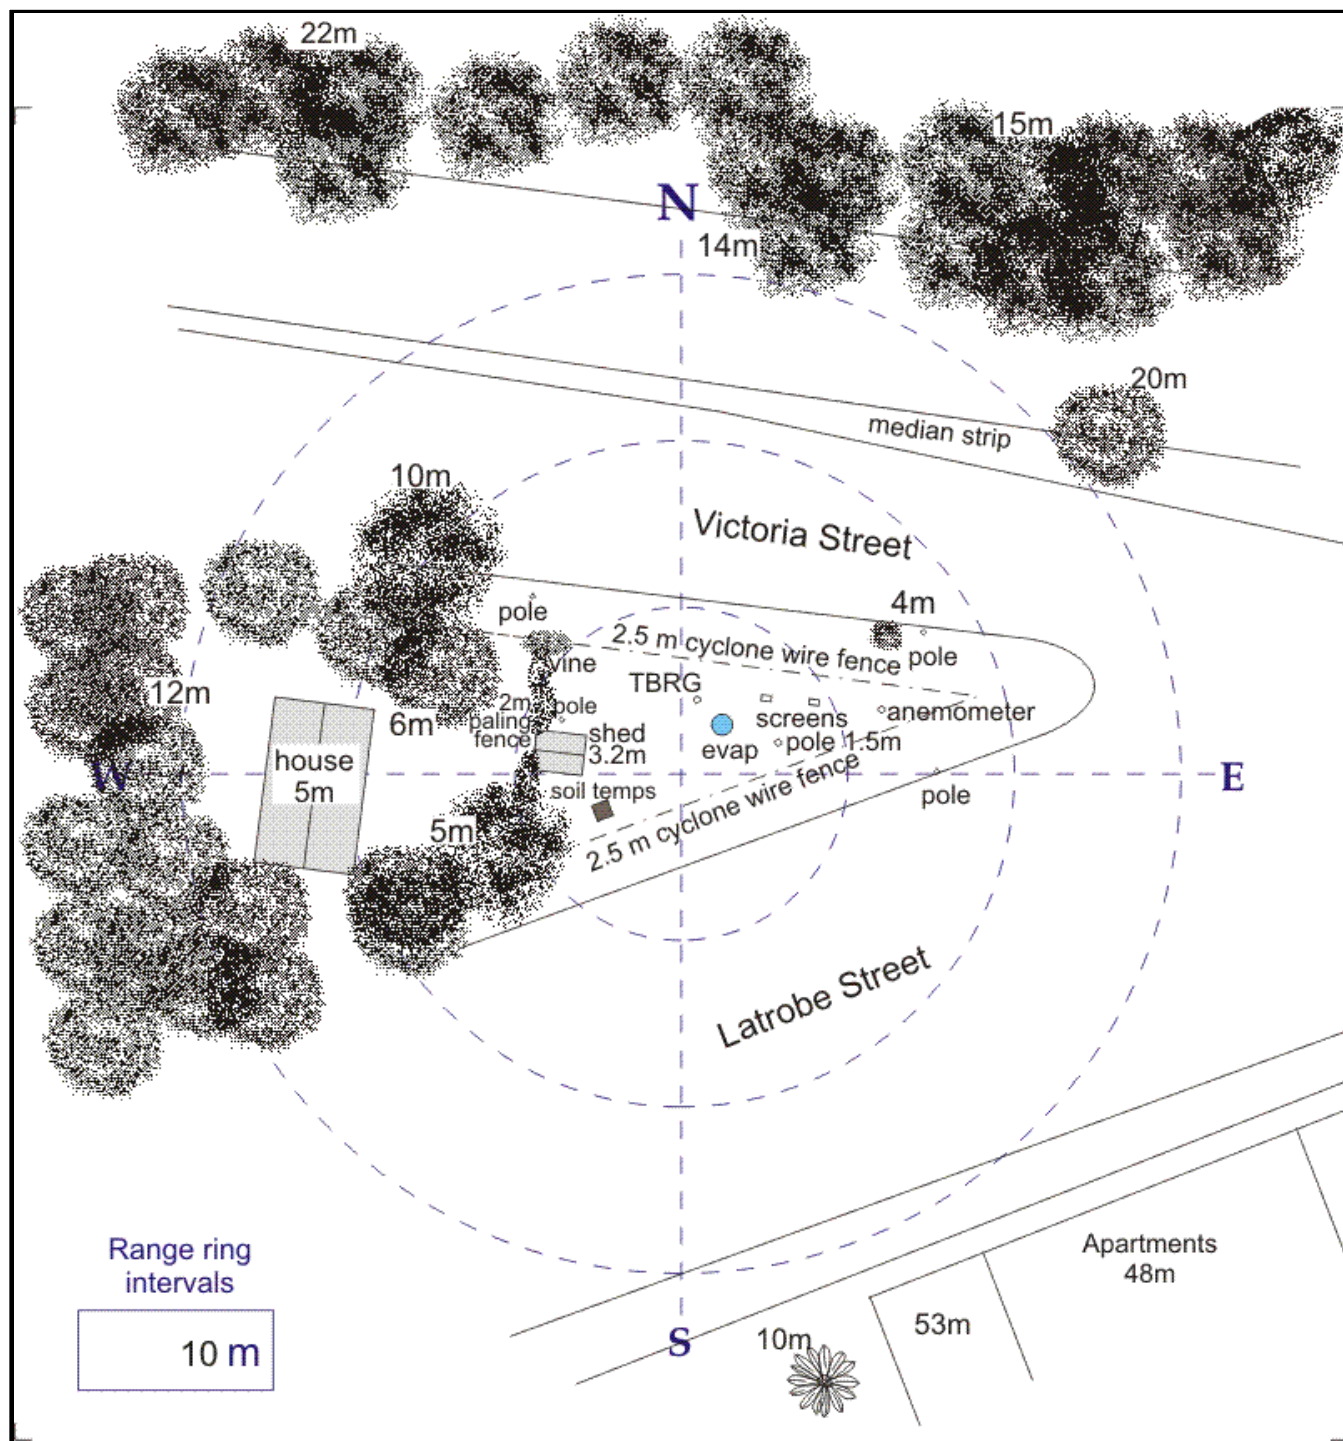 22m
15m
N
14m
20m
median strip
10m
Victoria Street
4m
pole
2.5 m cyclone wire fence
pole
vine
TBRG
12m
2m
paling
fence
pole
6m
screens
anemometer
shed
3.2m
evap
pole 1.5m
house
5m
W
E
soil temps
pole
5m
2.5 m cyclone wire fence
Latrobe Street
Range ring
intervals
10 m
Apartments
48m
53m
10m
S